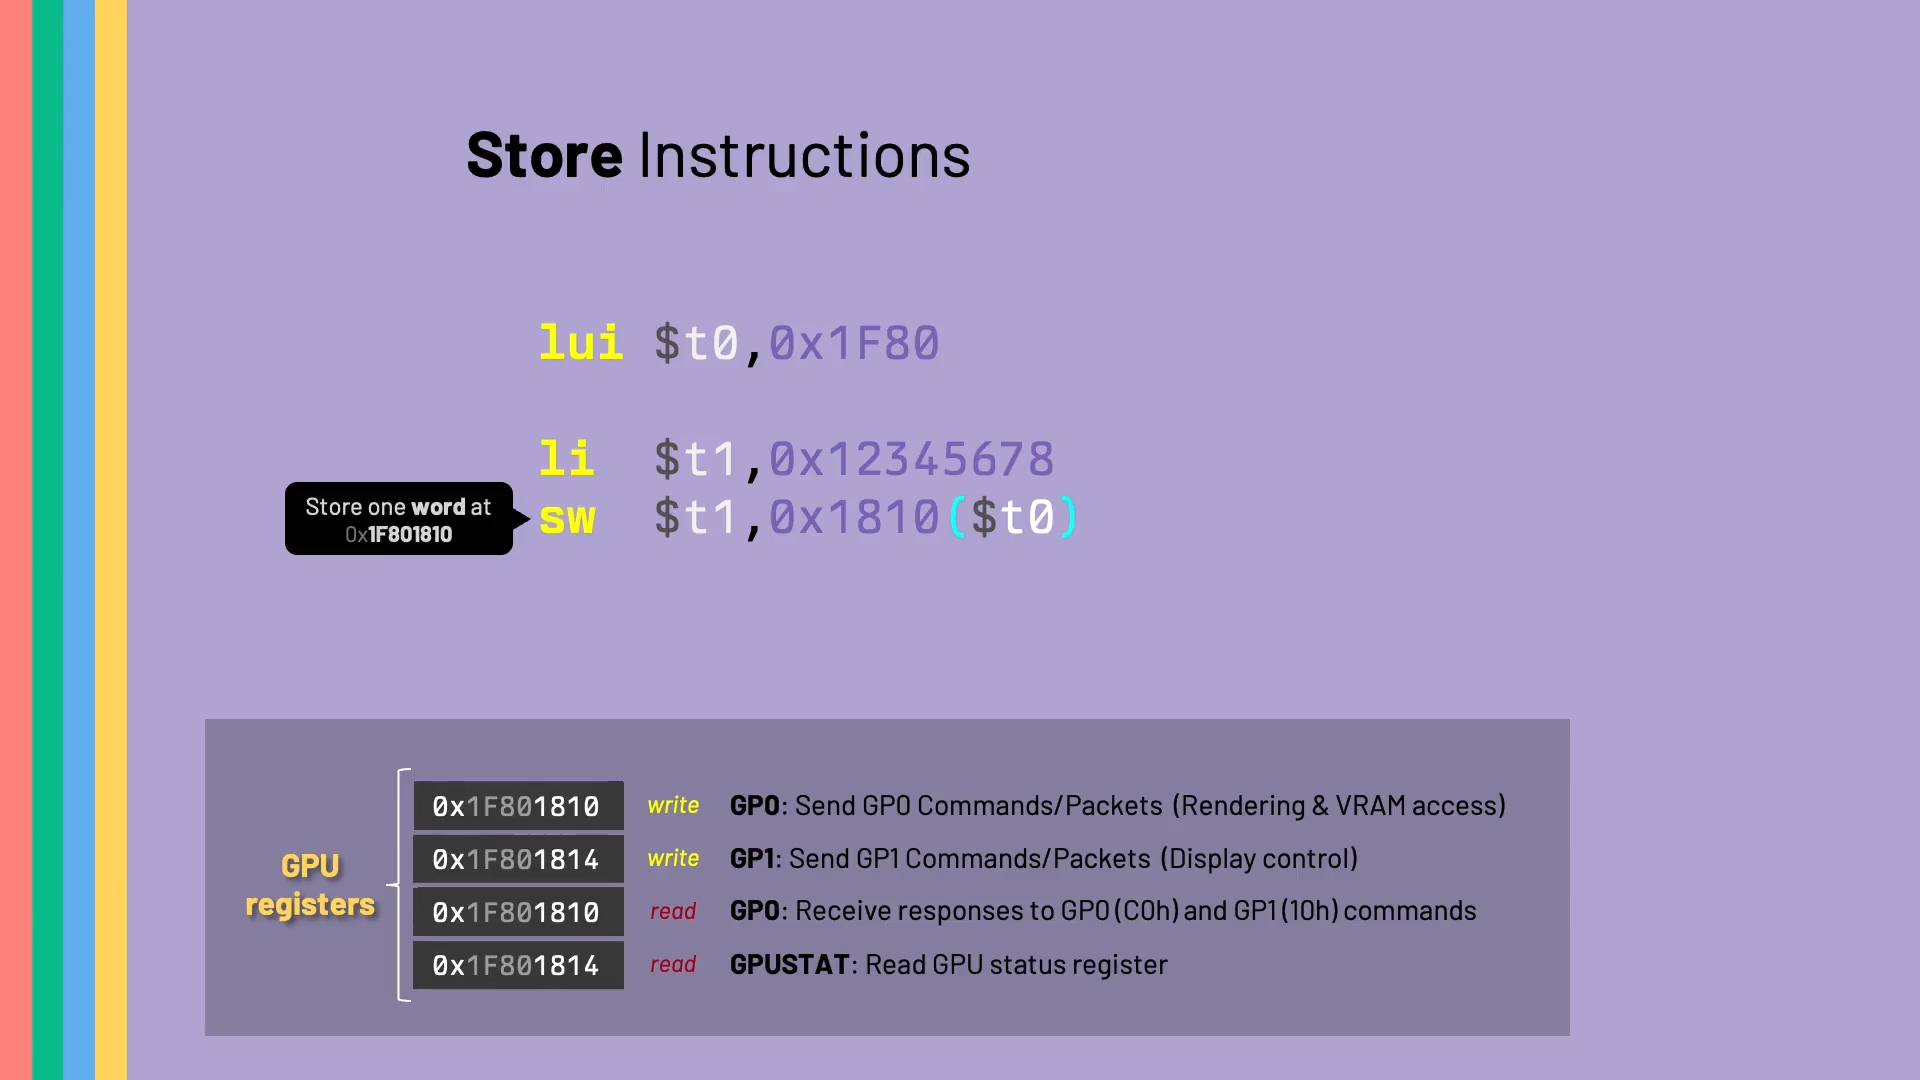 Store Instructions
lui $t0,0x1F80
li $t1,0x12345678
Store one word at
0x1F801810
sw $t1,0x1810($t0)
GPU
registers
0x1F801810 write GP0: Send GP0 Commands/Packets (Rendering & VRAM access)
0x1F801814 write GP1: Send GP1 Commands/Packets (Display control)
0x1F801810 read GP0: Receive responses to GP0 (C0h) and GP1 (10h) commands
0x1F801814 read GPUSTAT: Read GPU status register